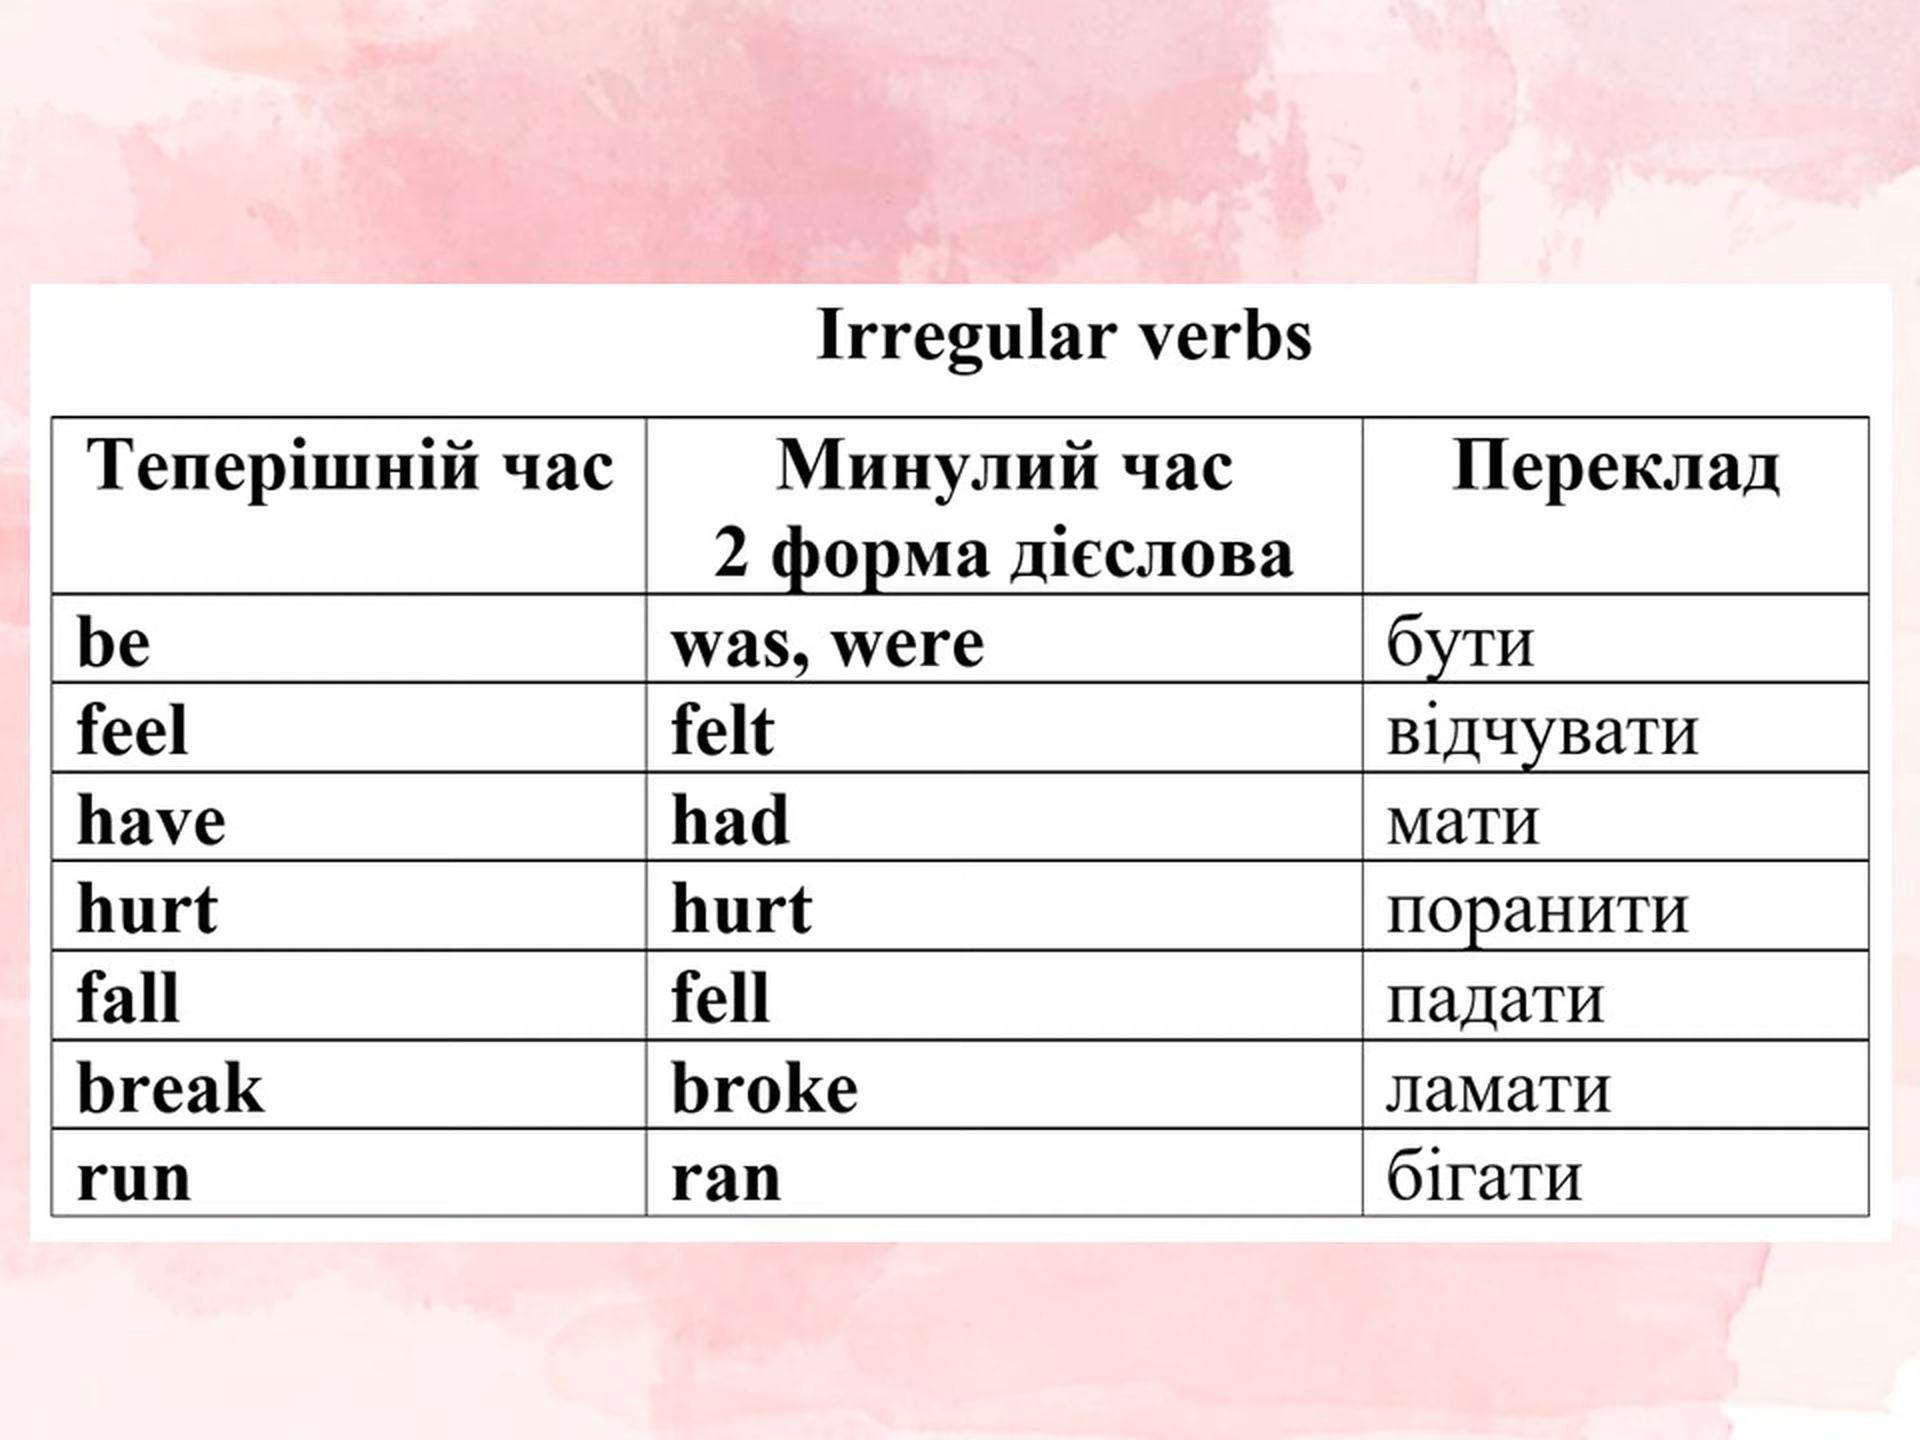 Irregular verbs
Теперішній час Минулий час Переклад
2 форма дієслова
be was, were бути
feel felt відчувати
have had мати
hurt hurt поранити
fall fell падати
break broke ламати
run ran бігати